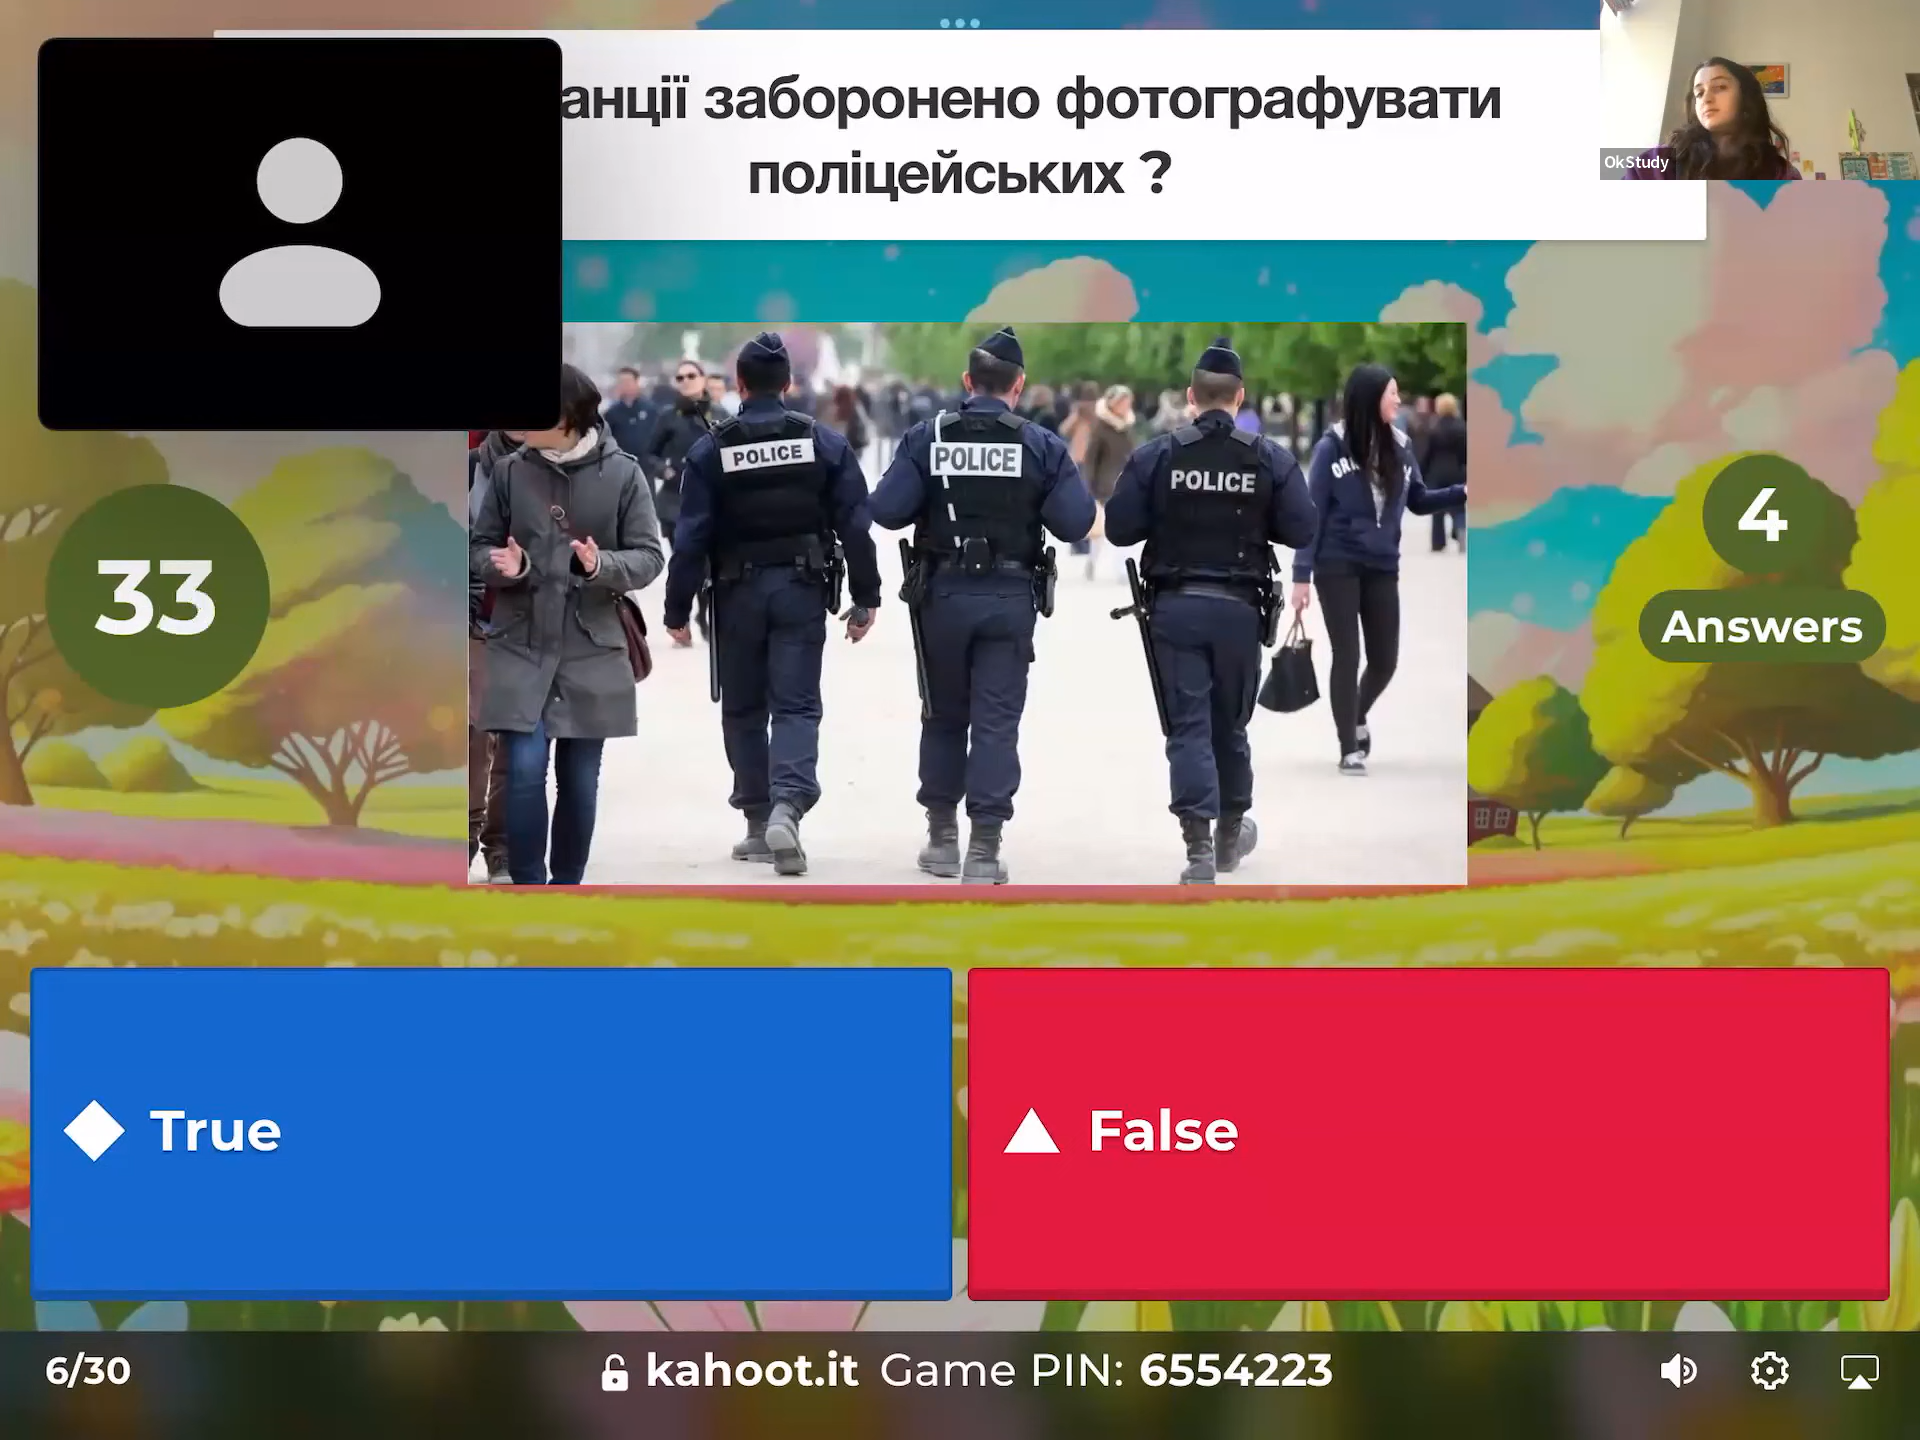 заборонено фотографувати
поліцейських ?
OkStudy
POLICE
POLICE
POLICE
33
4
Answers
True
False
6/30
kahoot.it Game PIN: 6554223